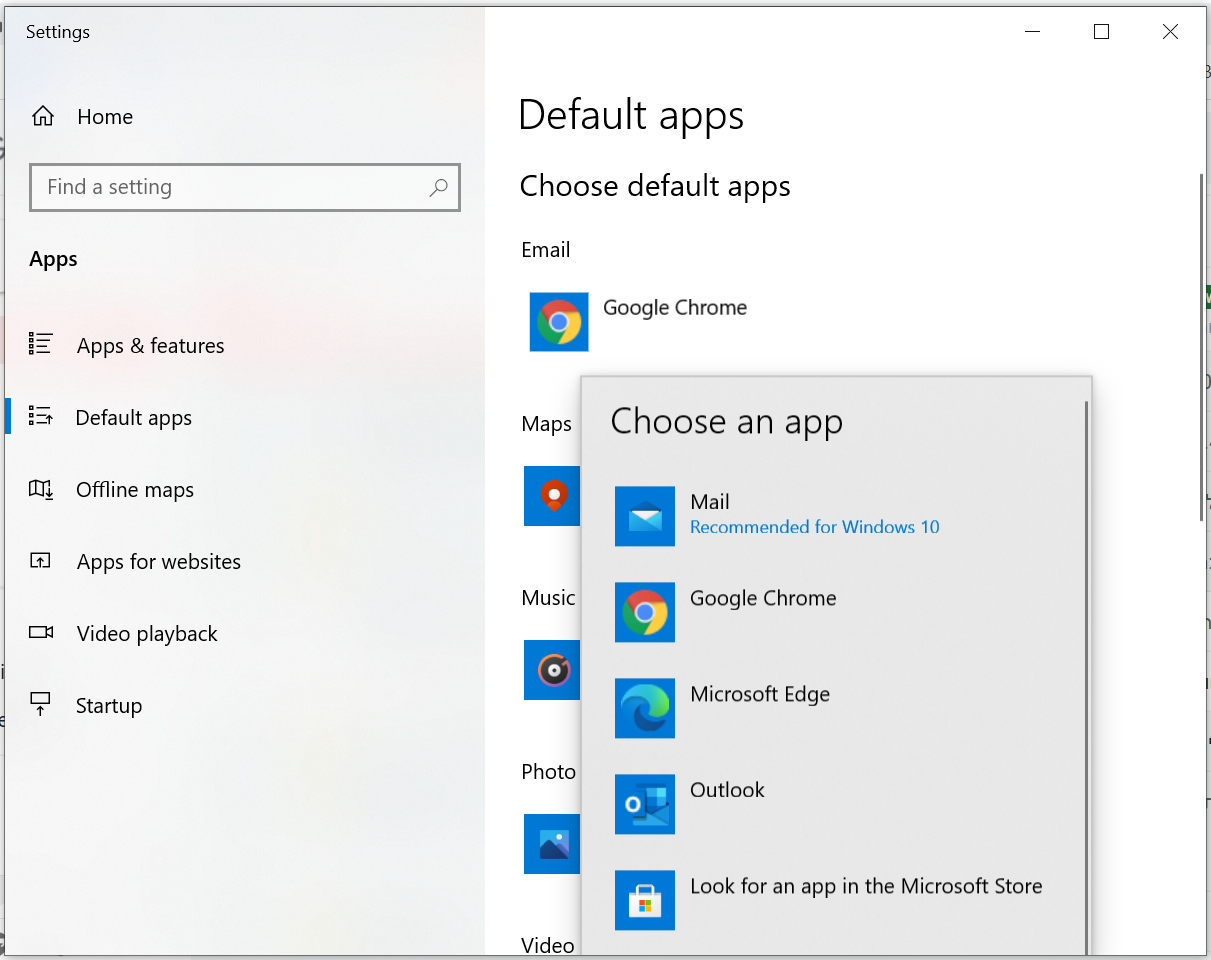 Settings
Home
Find a setting
Apps
Apps & features
Default apps
Offline maps
Apps for websites
Video playback
Startup
Default apps
Choose default apps
Email
Google Chrome
Maps
Music
Photo
Video
Choose an app
Mail
Recommended for Windows 10
Google Chrome
Microsoft Edge
Outlook
Look for an app in the Microsoft Store